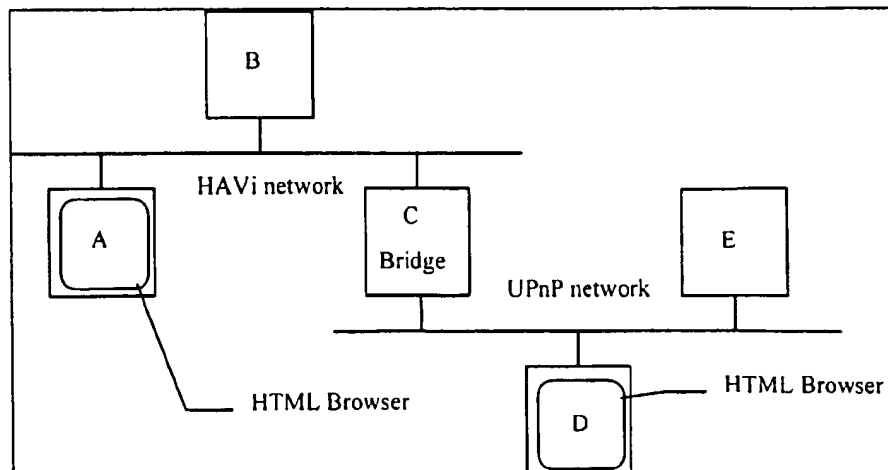 B
HAVi network
A
C
Bridge
E
UPnP network
HTML Browser
HTML Browser
D